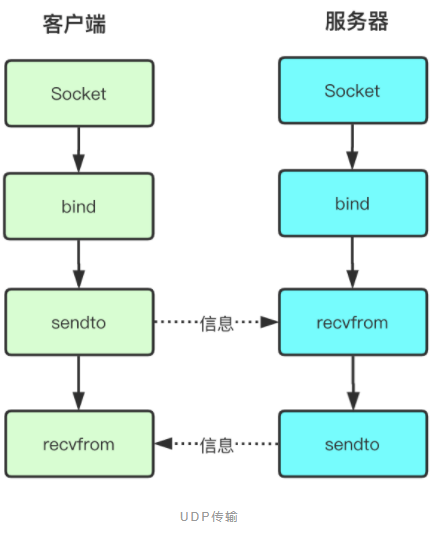 客户端
服务器
Socket
Socket
bind
bind
sendto
信息
recvfrom
recvfrom
信息
sendto
UDP传输